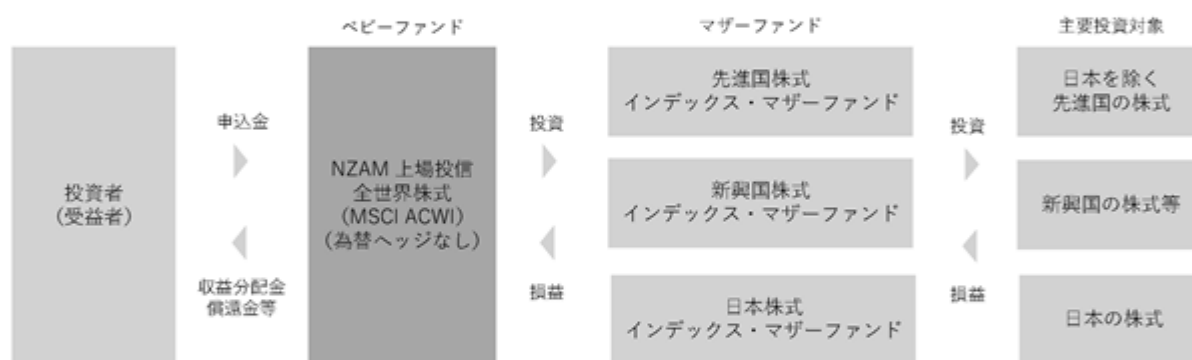 ベビーファンド
マザーファンド
主要投資対象
投資者
(受益者)
申込金
収益分配金
償還金等
NZAM 上場投信
全世界株式
(MSCI ACWI)
(為替ヘッジなし)
投資
損益
先進国株式
インデックス・マザーファンド
新興国株式
インデックス・マザーファンド
日本株式
インデックス・マザーファンド
投資
損益
日本を除く
先進国の株式
新興国の株式等
日本の株式